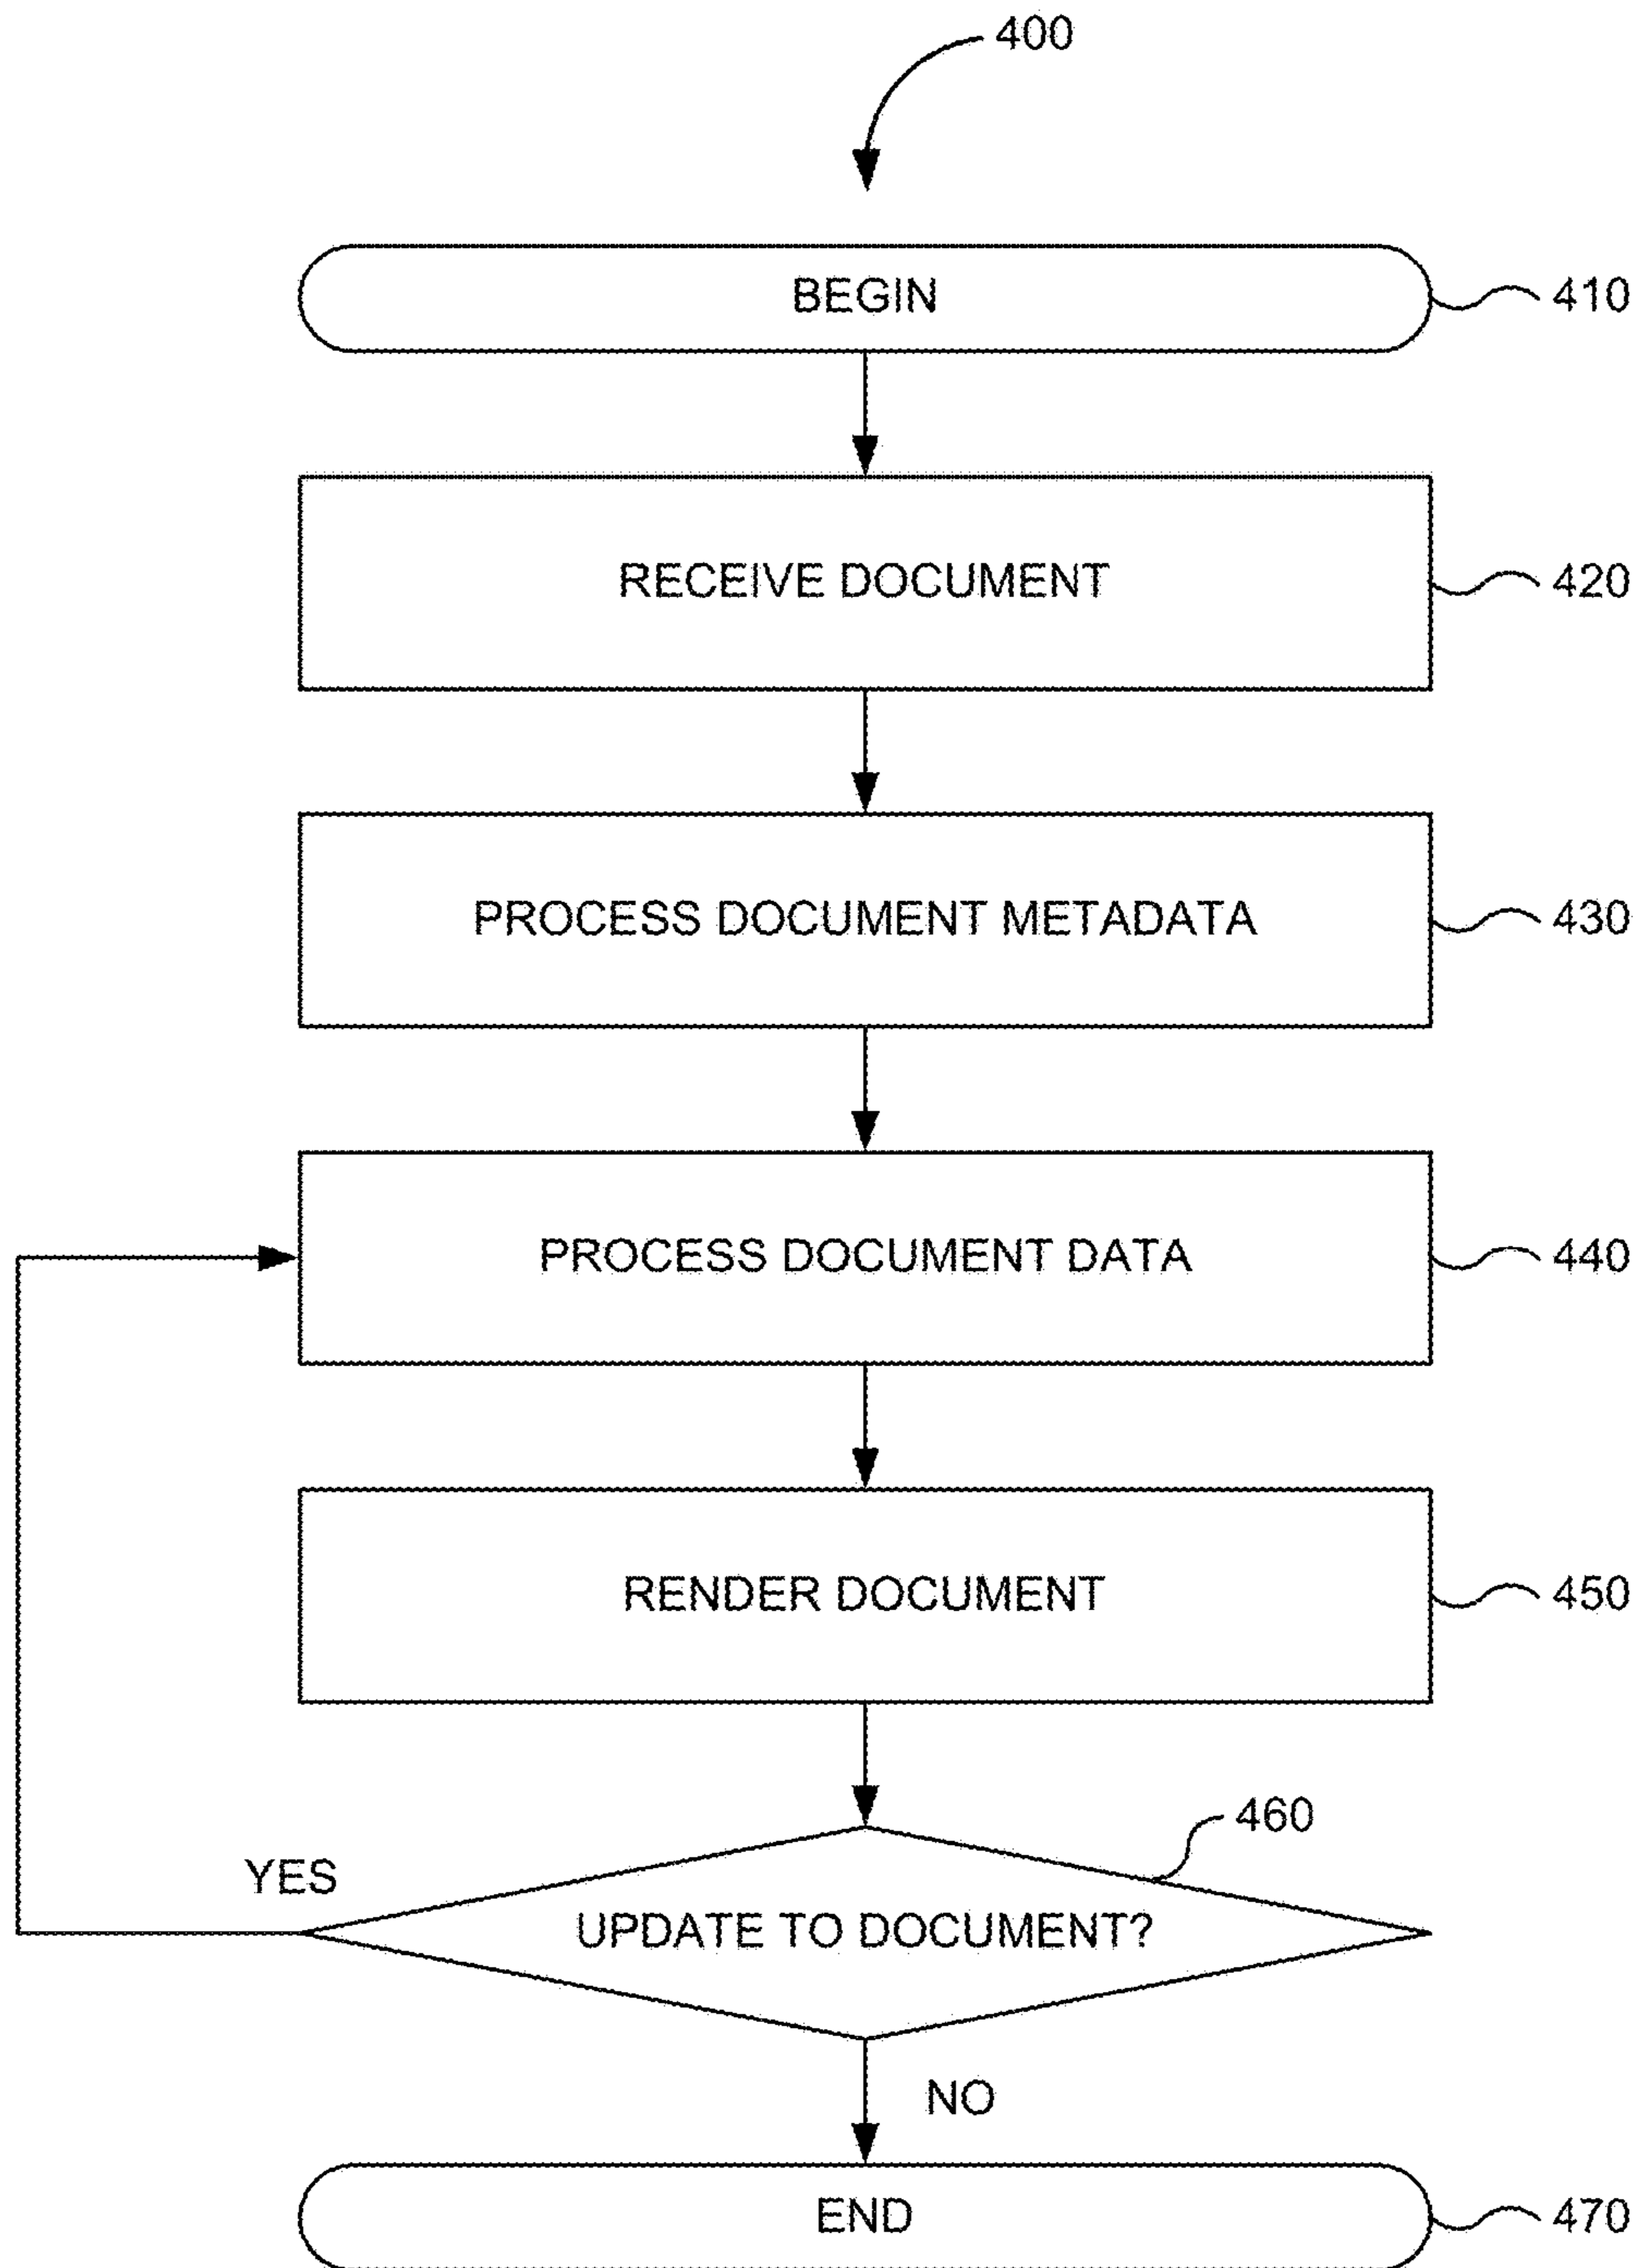 400
BEGIN
410
RECEIVE DOCUMENT
420
PROCESS DOCUMENT METADATA
430
PROCESS DOCUMENT DATA
440
RENDER DOCUMENT
450
460
YES
UPDATE TO DOCUMENT?
NO
END
470